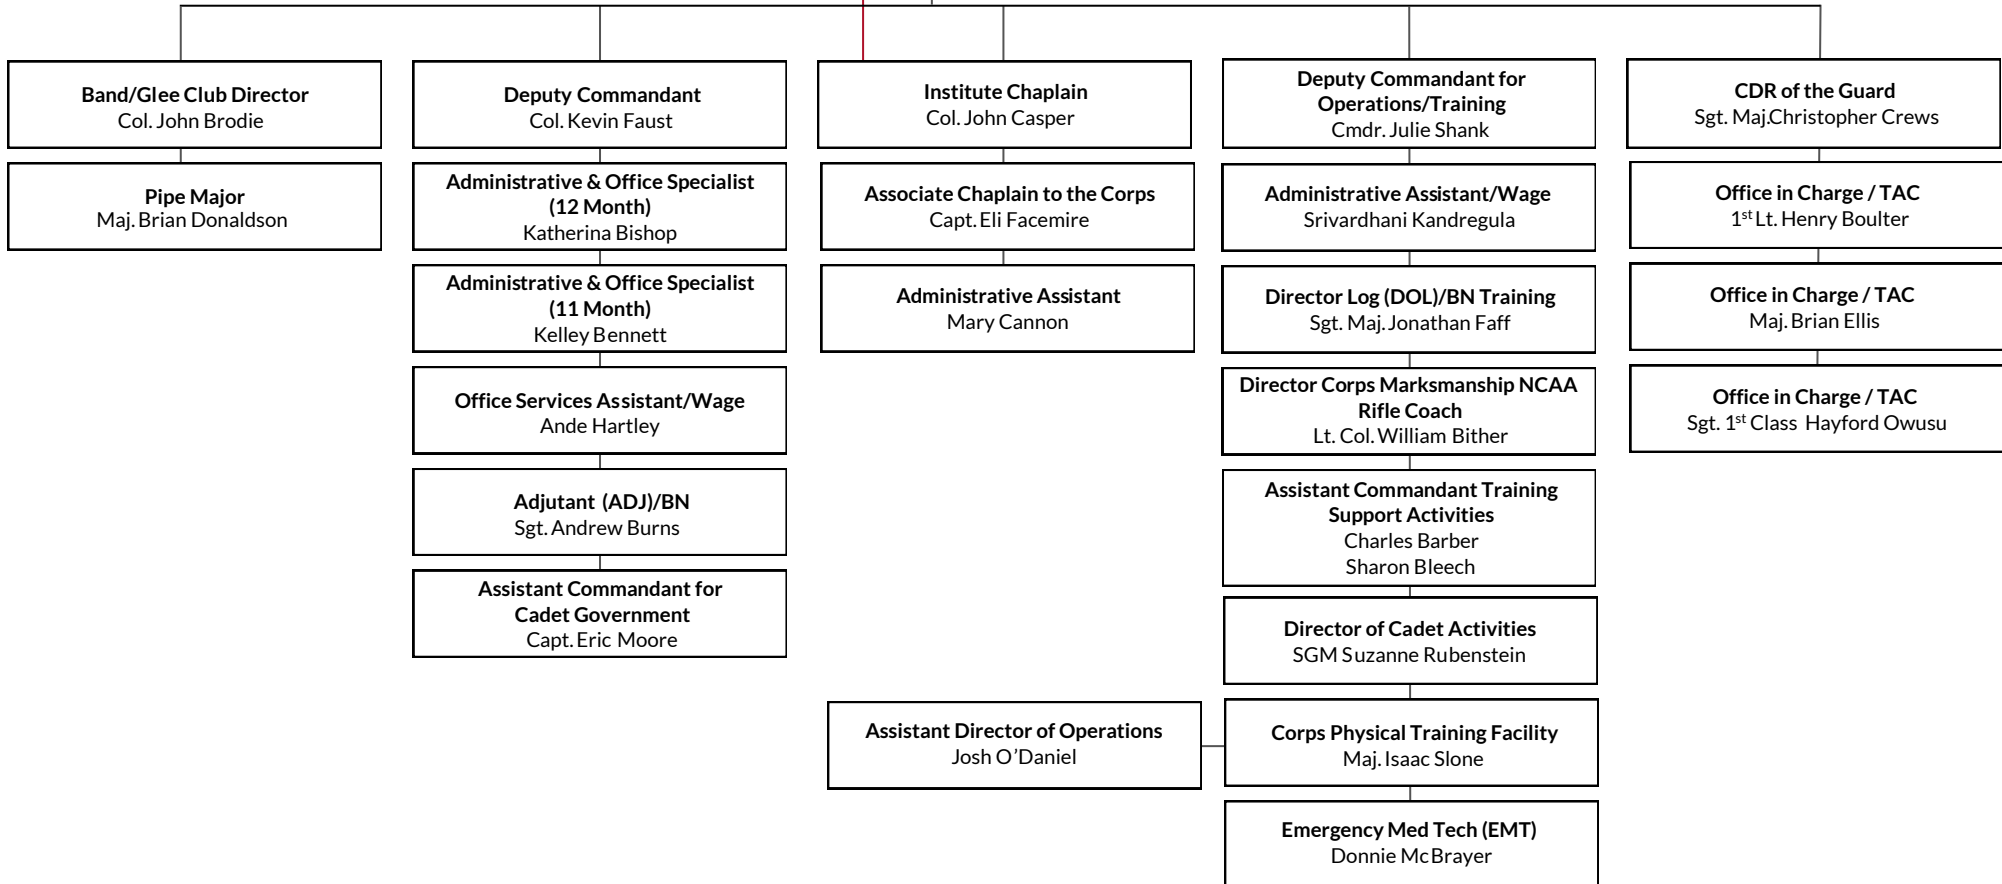 Band/Glee Club Director
Col. John Brodie
Pipe Major
Maj. Brian Donaldson
Deputy Commandant
Col. Kevin Faust
Administrative & Office Specialist
(12 Month)
Katherina Bishop
Administrative & Office Specialist
(11 Month)
Kelley Bennett
Office Services Assistant/Wage
Ande Hartley
Adjutant (ADJ)/BN
Sgt. Andrew Burns
Assistant Commandant for
Cadet Government
Capt. Eric Moore
Institute Chaplain
Col. John Casper
Associate Chaplain to the Corps
Capt. Eli Facemire
Administrative Assistant
Mary Cannon
Deputy Commandant for
Operations/Training
Cmdr. Julie Shank
Administrative Assistant/Wage
Srivardhani Kandregula
Director Log (DOL)/BN Training
Sgt. Maj. Jonathan Faff
Director Corps Marksmanship NCAA
Rifle Coach
Lt. Col. William Bither
Assistant Commandant Training
Support Activities
Charles Barber
Sharon Bleech
Director of Cadet Activities
SGM Suzanne Rubenstein
Corps Physical Training Facility
Maj. Isaac Slone
Assistant Director of Operations
Josh O’Daniel
Emergency Med Tech (EMT)
Donnie McBrayer
CDR of the Guard
Sgt. Maj.Christopher Crews
Office in Charge / TAC
1st Lt. Henry Boulter
Office in Charge / TAC
Maj. Brian Ellis
Office in Charge / TAC
Sgt. 1st Class Hayford Owusu